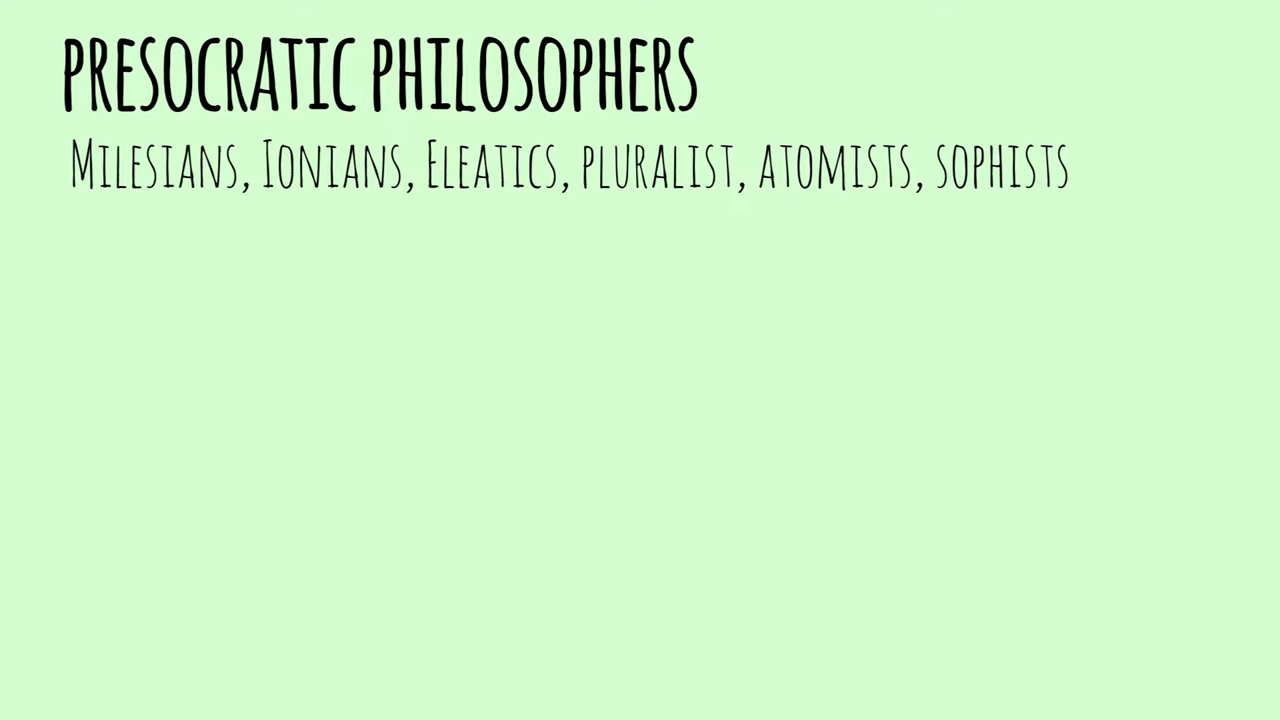 PRESOCRATIC PHILOSOPHERS
Milesians, Ionians, Eleatics, pluralist, atomists, sophists